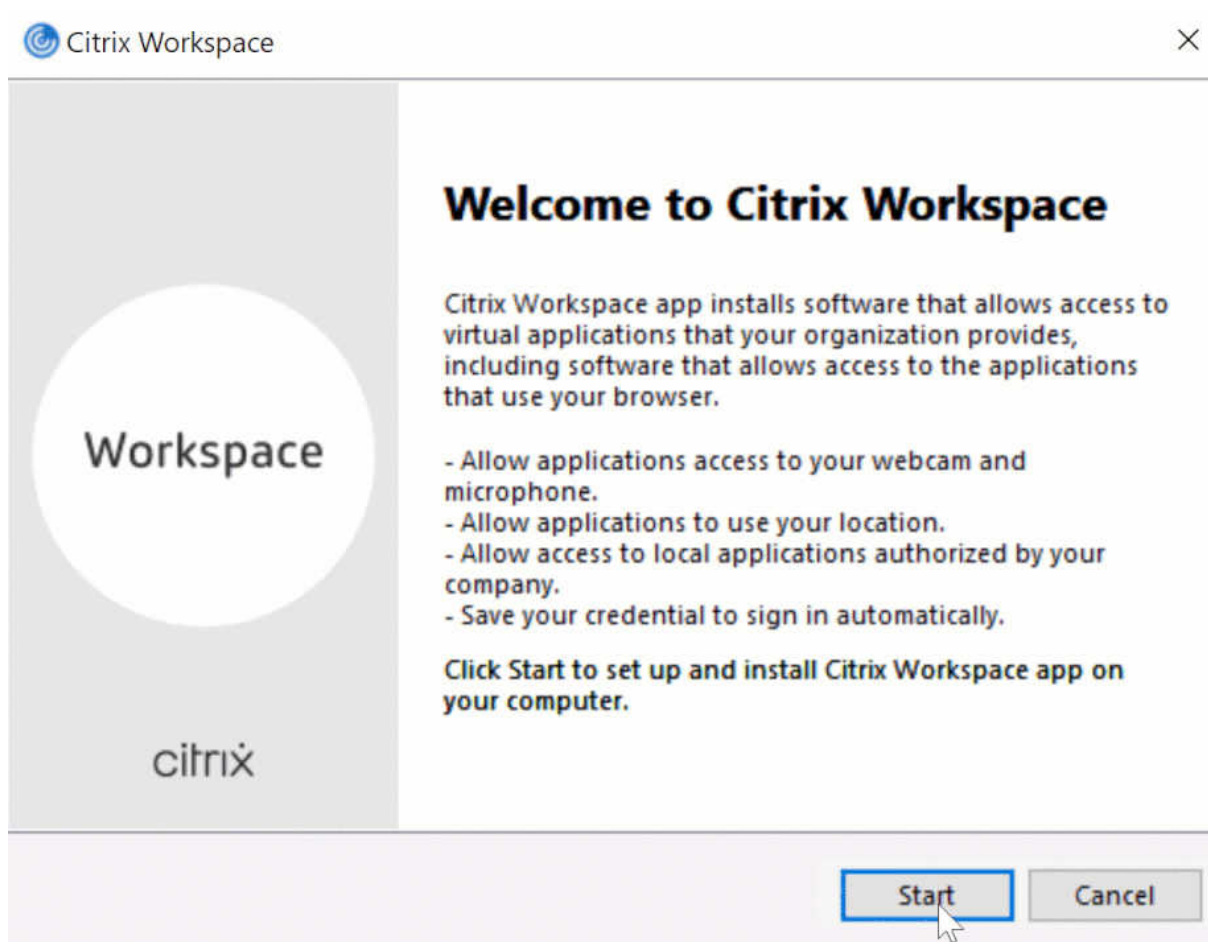 Citrix Workspace
Welcome to Citrix Workspace
Citrix Workspace app installs software that allows access to
virtual applications that your organization provides,
including software that allows access to the applications
that use your browser.
- Allow applications access to your webcam and
microphone.
- Allow applications to use your location.
- Allow access to local applications authorized by your
company.
- Save your credential to sign in automatically.
Click Start to set up and install Citrix Workspace app on
your computer.
Workspace
citrix
Start
Cancel